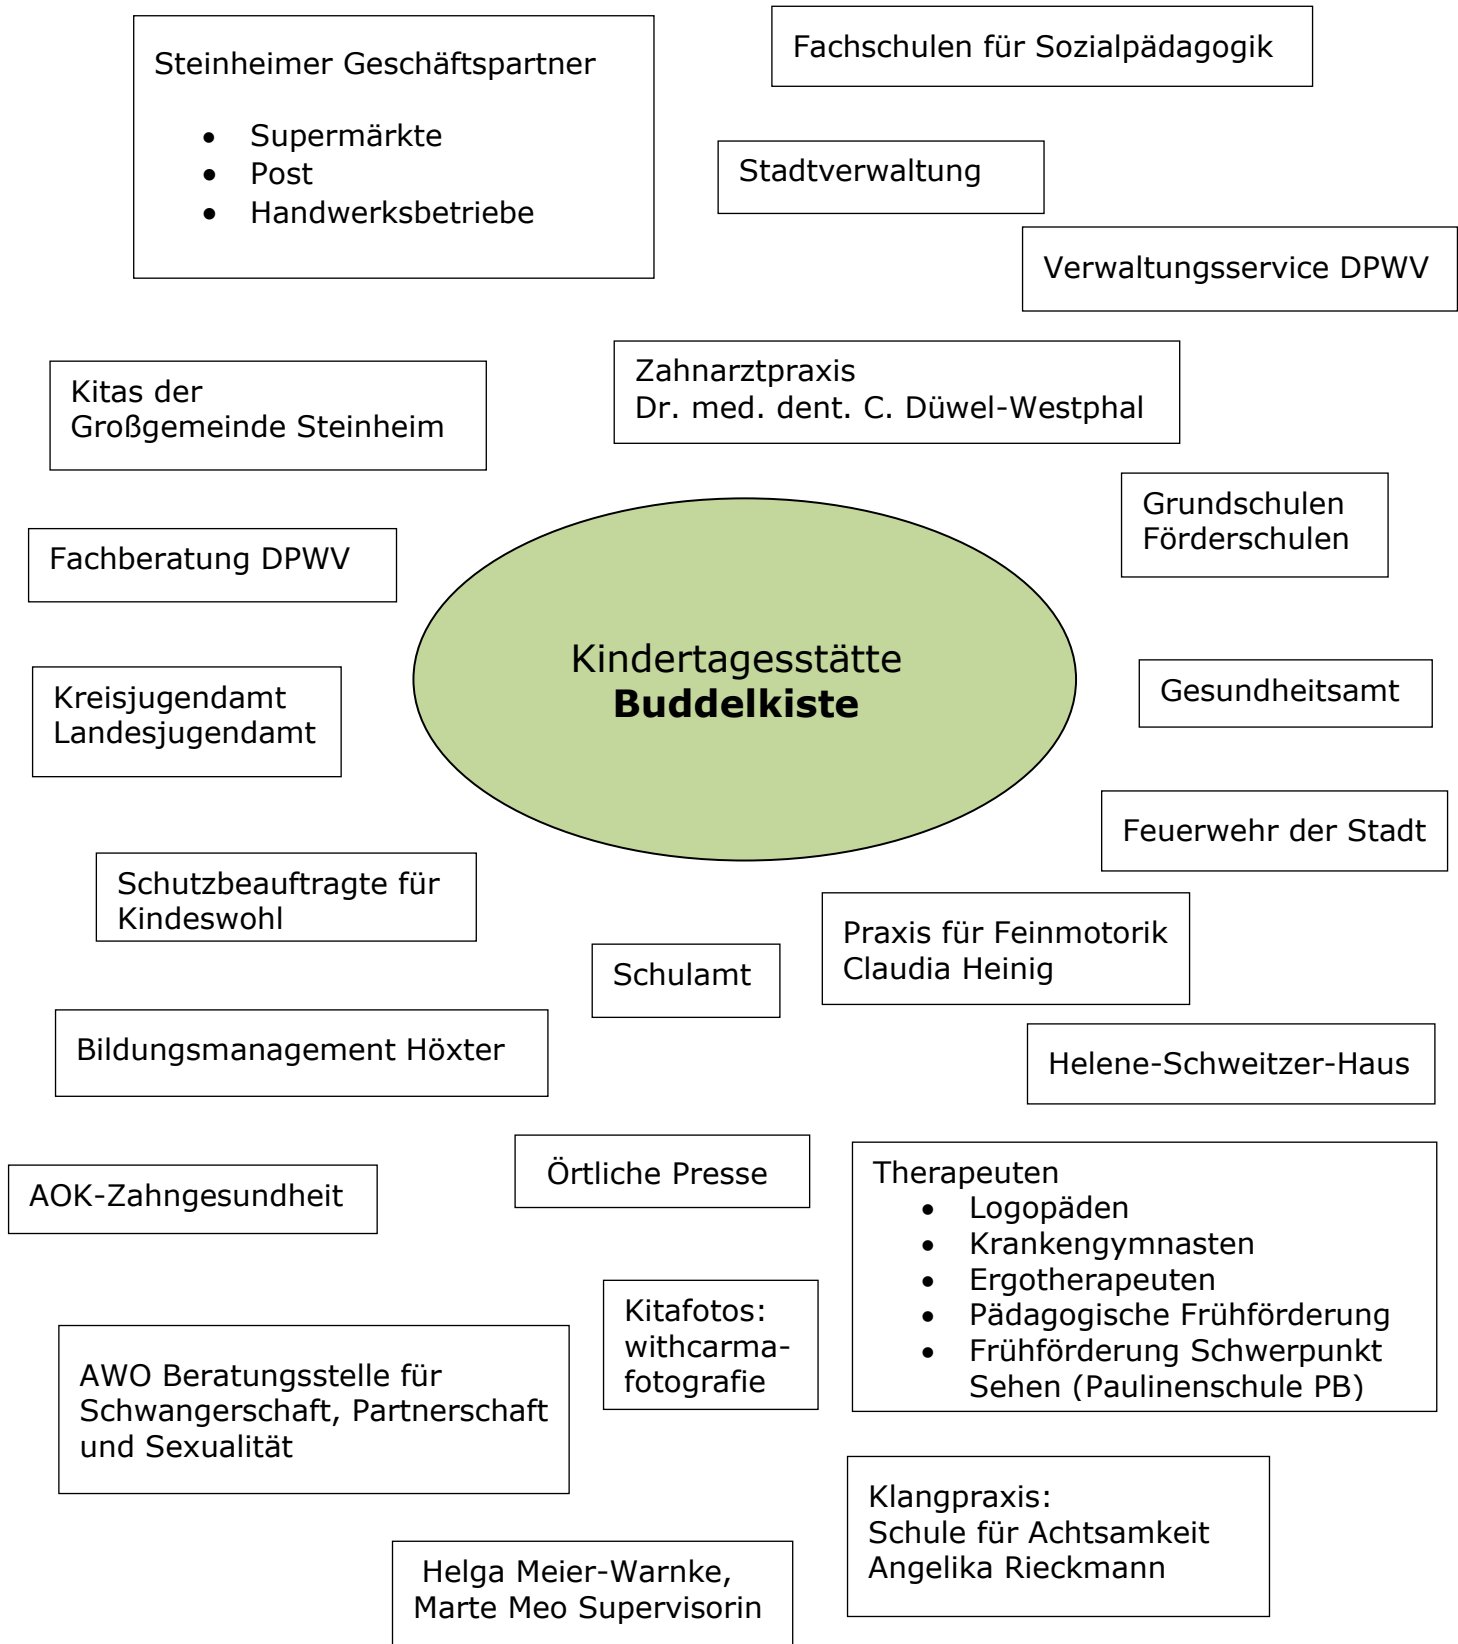 Steinheimer Geschäftspartner
• Supermärkte
• Post
• Handwerksbetriebe
Fachschulen für Sozialpädagogik
Stadtverwaltung
Verwaltungsservice DPWV
Kitas der
Großgemeinde Steinheim
Zahnarztpraxis
Dr. med. dent. C. Düwel-Westphal
Grundschulen
Förderschulen
Fachberatung DPWV
Kindertagesstätte
Buddelkiste
Kreisjugendamt
Landesjugendamt
Gesundheitsamt
Feuerwehr der Stadt
Schutzbeauftragte für
Kindeswohl
Praxis für Feinmotorik
Claudia Heinig
Schulamt
Bildungsmanagement Höxter
Helene-Schweitzer-Haus
Örtliche Presse
AOK-Zahngesundheit
Therapeuten
• Logopäden
• Krankengymnasten
• Ergotherapeuten
• Pädagogische Frühförderung
• Frühförderung Schwerpunkt
Sehen (Paulinenschule PB)
Kitafotos:
withcarma-
fotografie
AWO Beratungsstelle für
Schwangerschaft, Partnerschaft
und Sexualität
Klangpraxis:
Schule für Achtsamkeit
Angelika Rieckmann
Helga Meier-Warnke,
Marte Meo Supervisorin